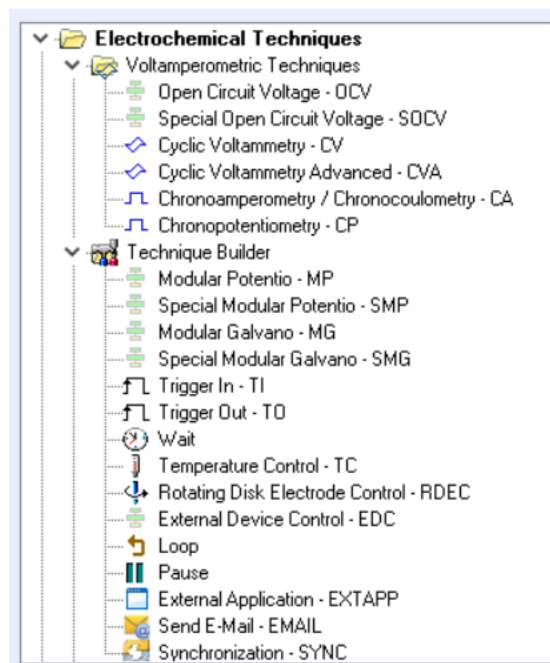 Electrochemical Techniques
Voltamperometric Techniques
Open Circuit Voltage - OCV
Special Open Circuit Voltage - SOCV
Cyclic Voltammetry - CV
Cyclic Voltammetry Advanced - CVA
Chronoamperometry / Chronocoulometry - CA
Chronopotentiometry - CP
Technique Builder
Modular Potentio - MP
Special Modular Potentio - SMP
Modular Galvano - MG
Special Modular Galvano - SMG
Trigger In - TI
Trigger Out - TO
Wait
Temperature Control - TC
Rotating Disk Electrode Control - RDEC
External Device Control - EDC
Loop
Pause
External Application - EXTAPP
Send E-Mail - EMAIL
Synchronization - SYNC